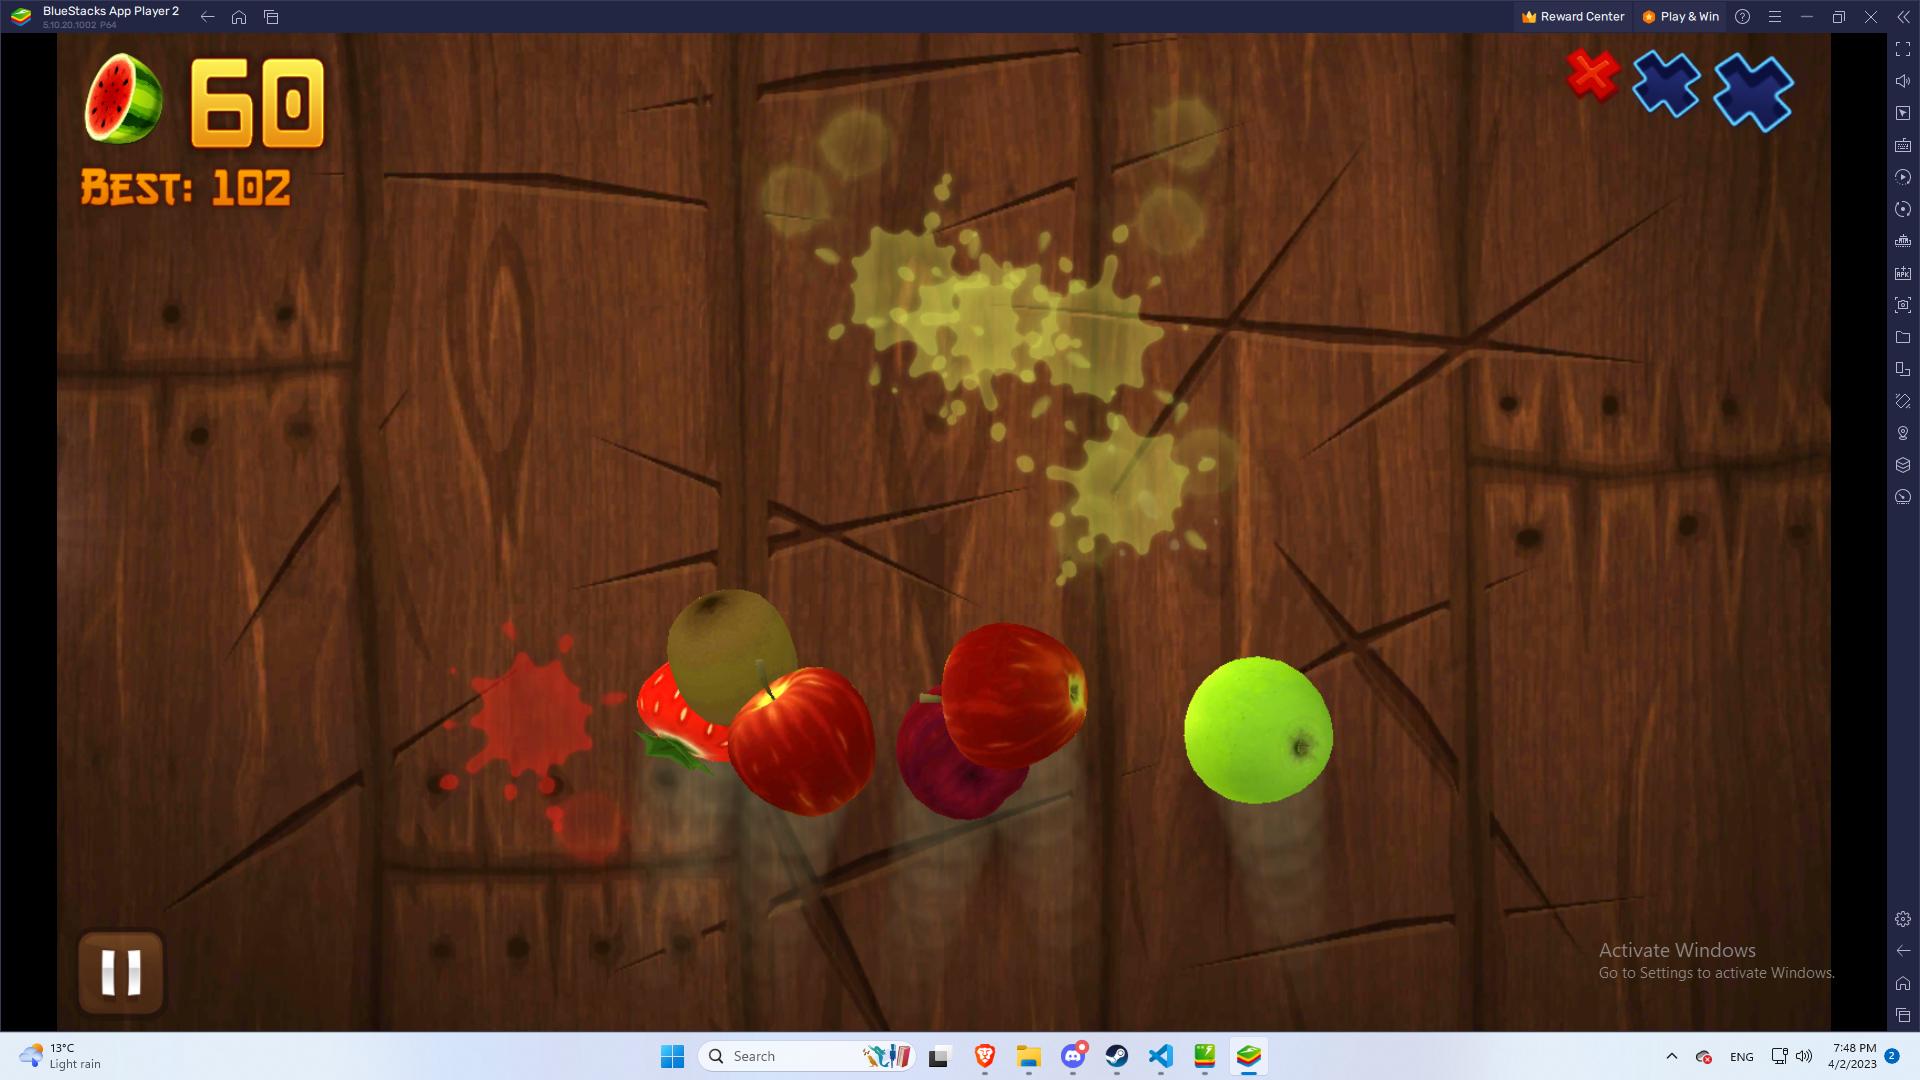 BlueStacks App Player 2
5.10.20.1002 P64
Reward Center
Play & Win
60
BEST: 102
Activate Windows
Go to Settings to activate Windows.
13°C
Light rain
Search
ENG
7:48 PM
4/2/2023
2